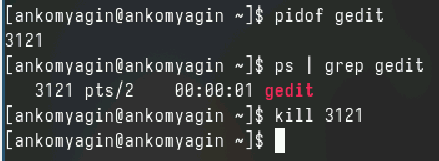 [ankomyagin@ankomyagin ~]$ pidof gedit
3121
[ankomyagin@ankomyagin ~]$ ps | grep gedit
   3121 pts/2    00:00:01 gedit
[ankomyagin@ankomyagin ~]$ kill 3121
[ankomyagin@ankomyagin ~]$